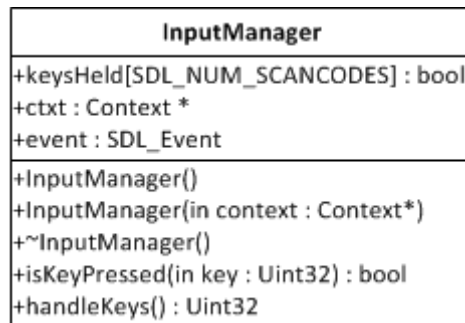 InputManager
+keysHeld[SDL_NUM_SCANCODES] : bool
+ctxt : Context *
+event : SDL_Event
+InputManager()
+InputManager(in context : Context*)
+~InputManager()
+isKeyPressed(in key : Uint32) : bool
+handleKeys() : Uint32